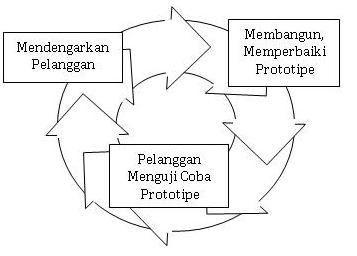 Mendengarkan
Pelanggan
Membangun,
Memperbaiki
Prototipe
Pelanggan
Menguji Coba
Prototipe